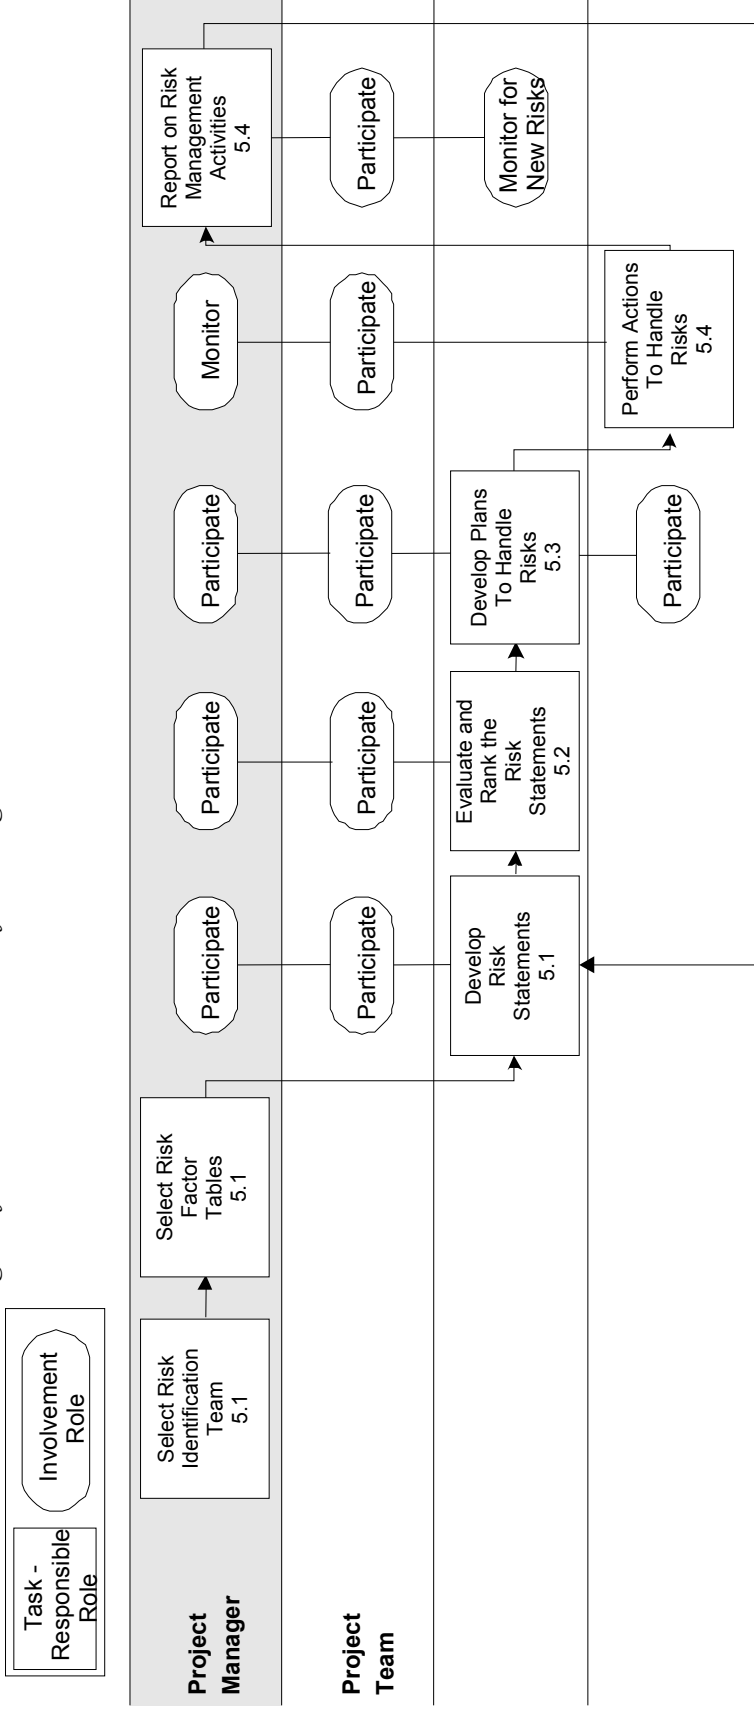 Task -
Responsible
Role
Involvement
Role
Project
Manager
Select Risk
Identification
Team
5.1
Select Risk
Factor
Tables
5.1
Participate
Participate
Participate
Monitor
Report on Risk
Management
Activities
5.4
Project
Team
Participate
Participate
Participate
Participate
Participate
Develop
Risk
Statements
5.1
Evaluate and
Rank the
Risk
Statements
5.2
Develop Plans
To Handle
Risks
5.3
Monitor for
New Risks
Participate
Perform Actions
To Handle
Risks
5.4